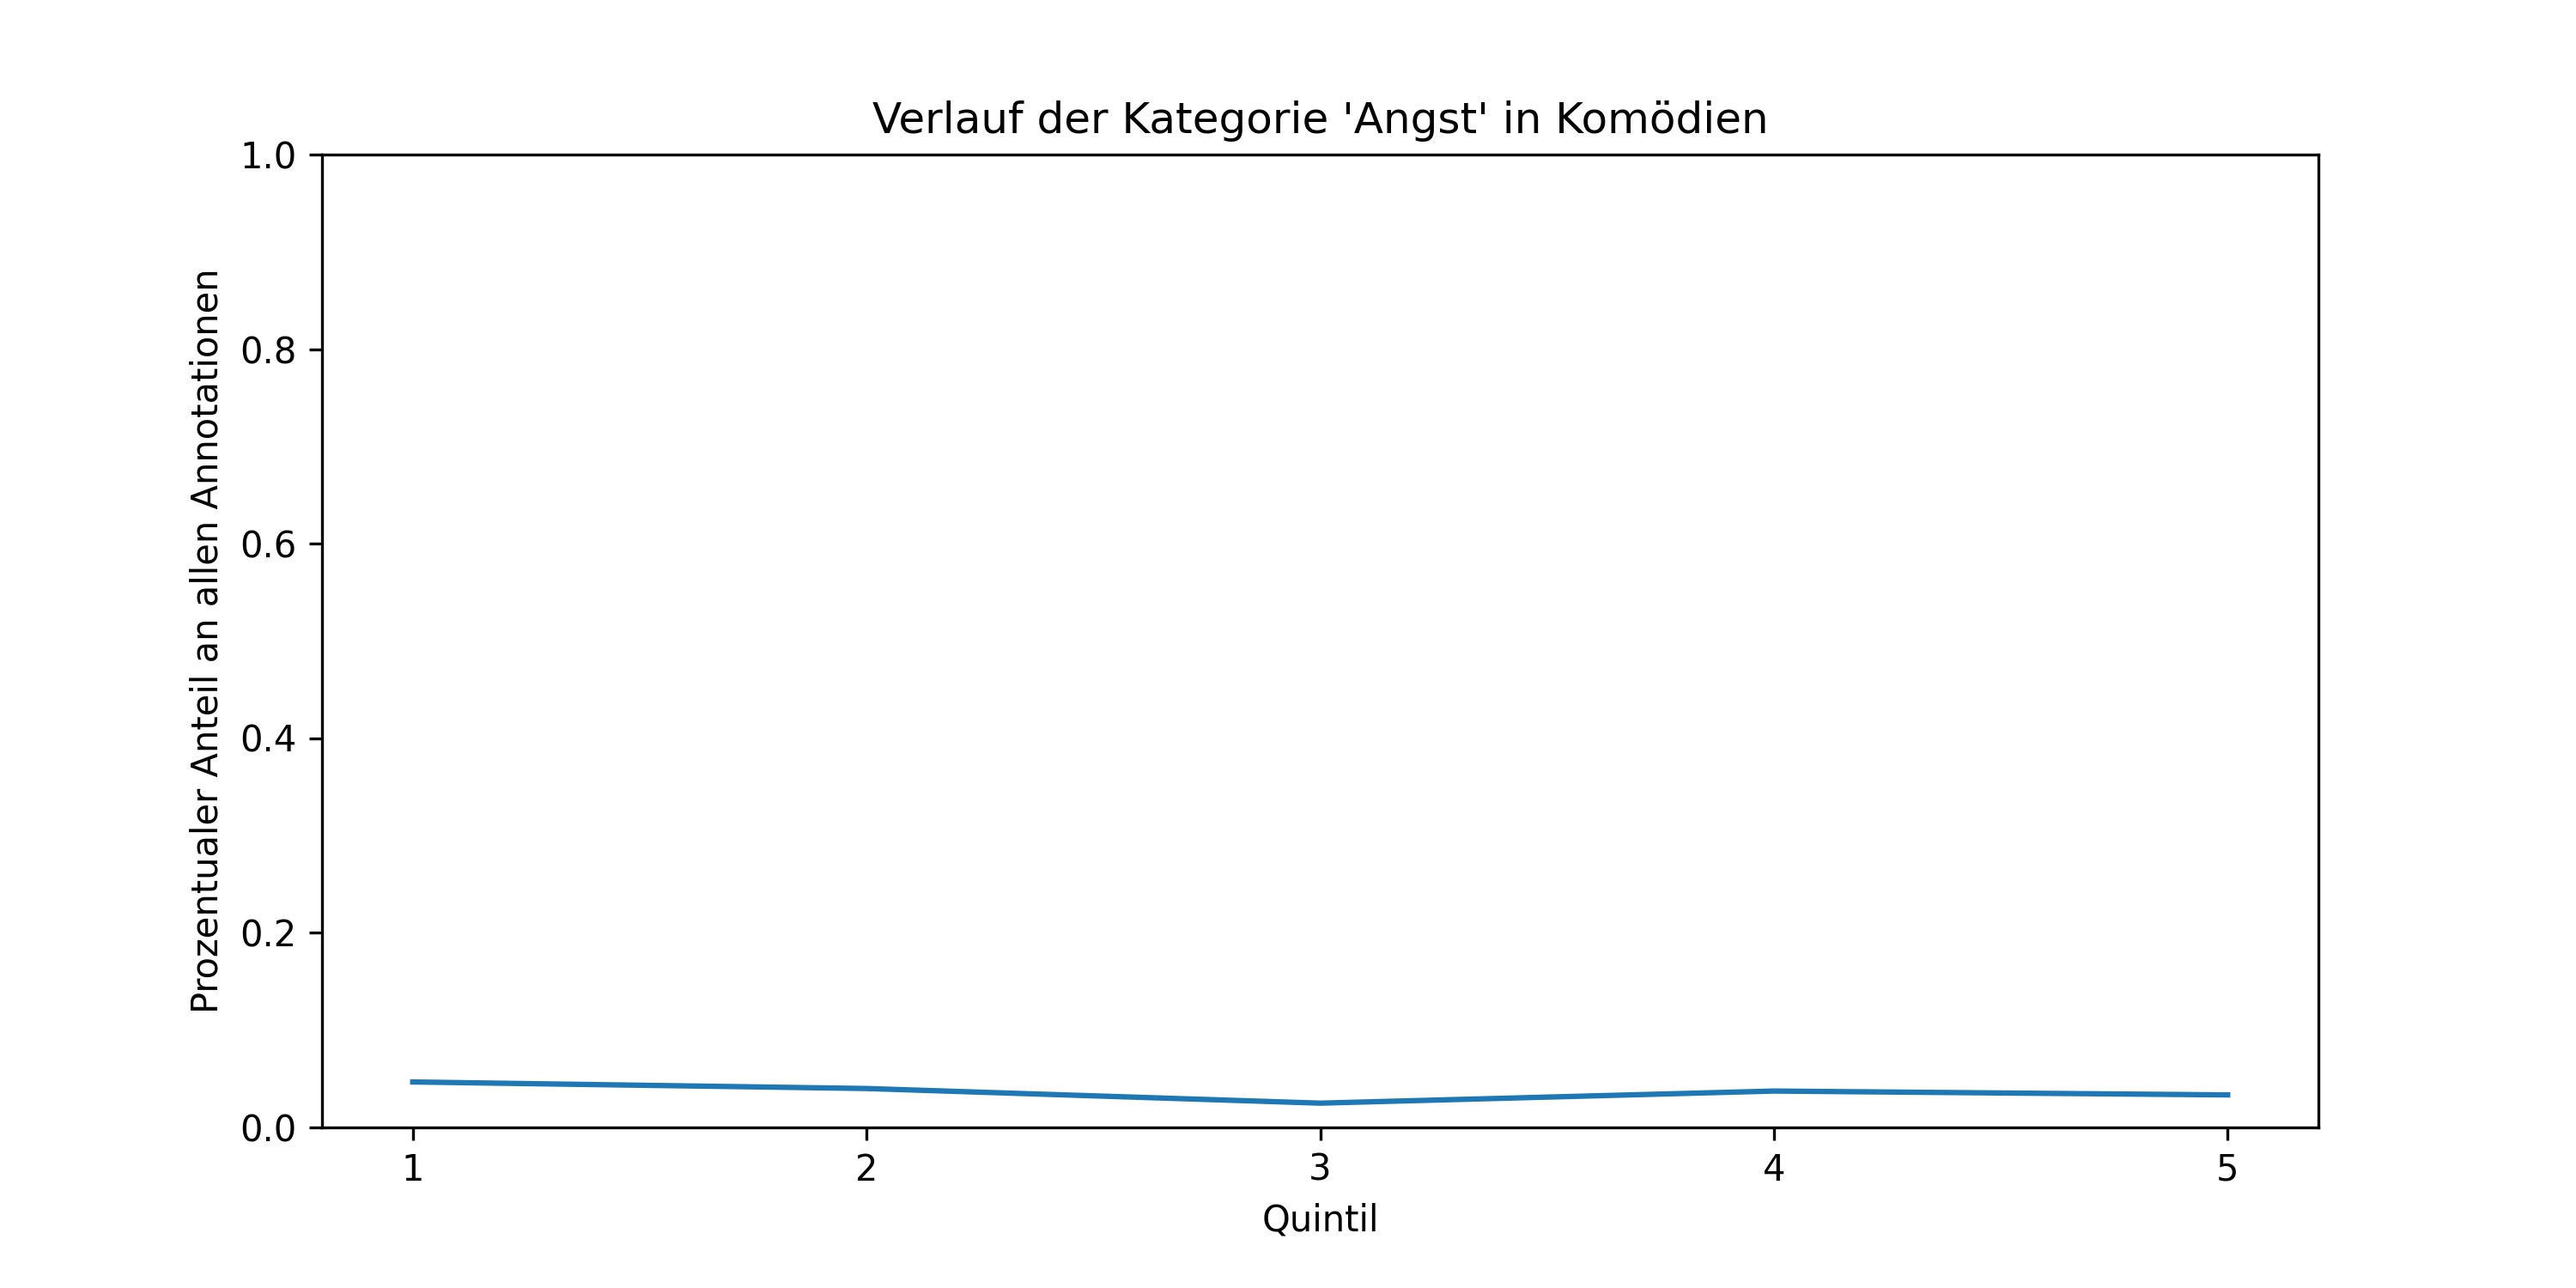 Verlauf der Kategorie 'Angst' in Komödien
Prozentualer Anteil an allen Annotationen
1.0
0.8
0.6
0.4
0.2
0.0
1 2 3 4 5
Quintil